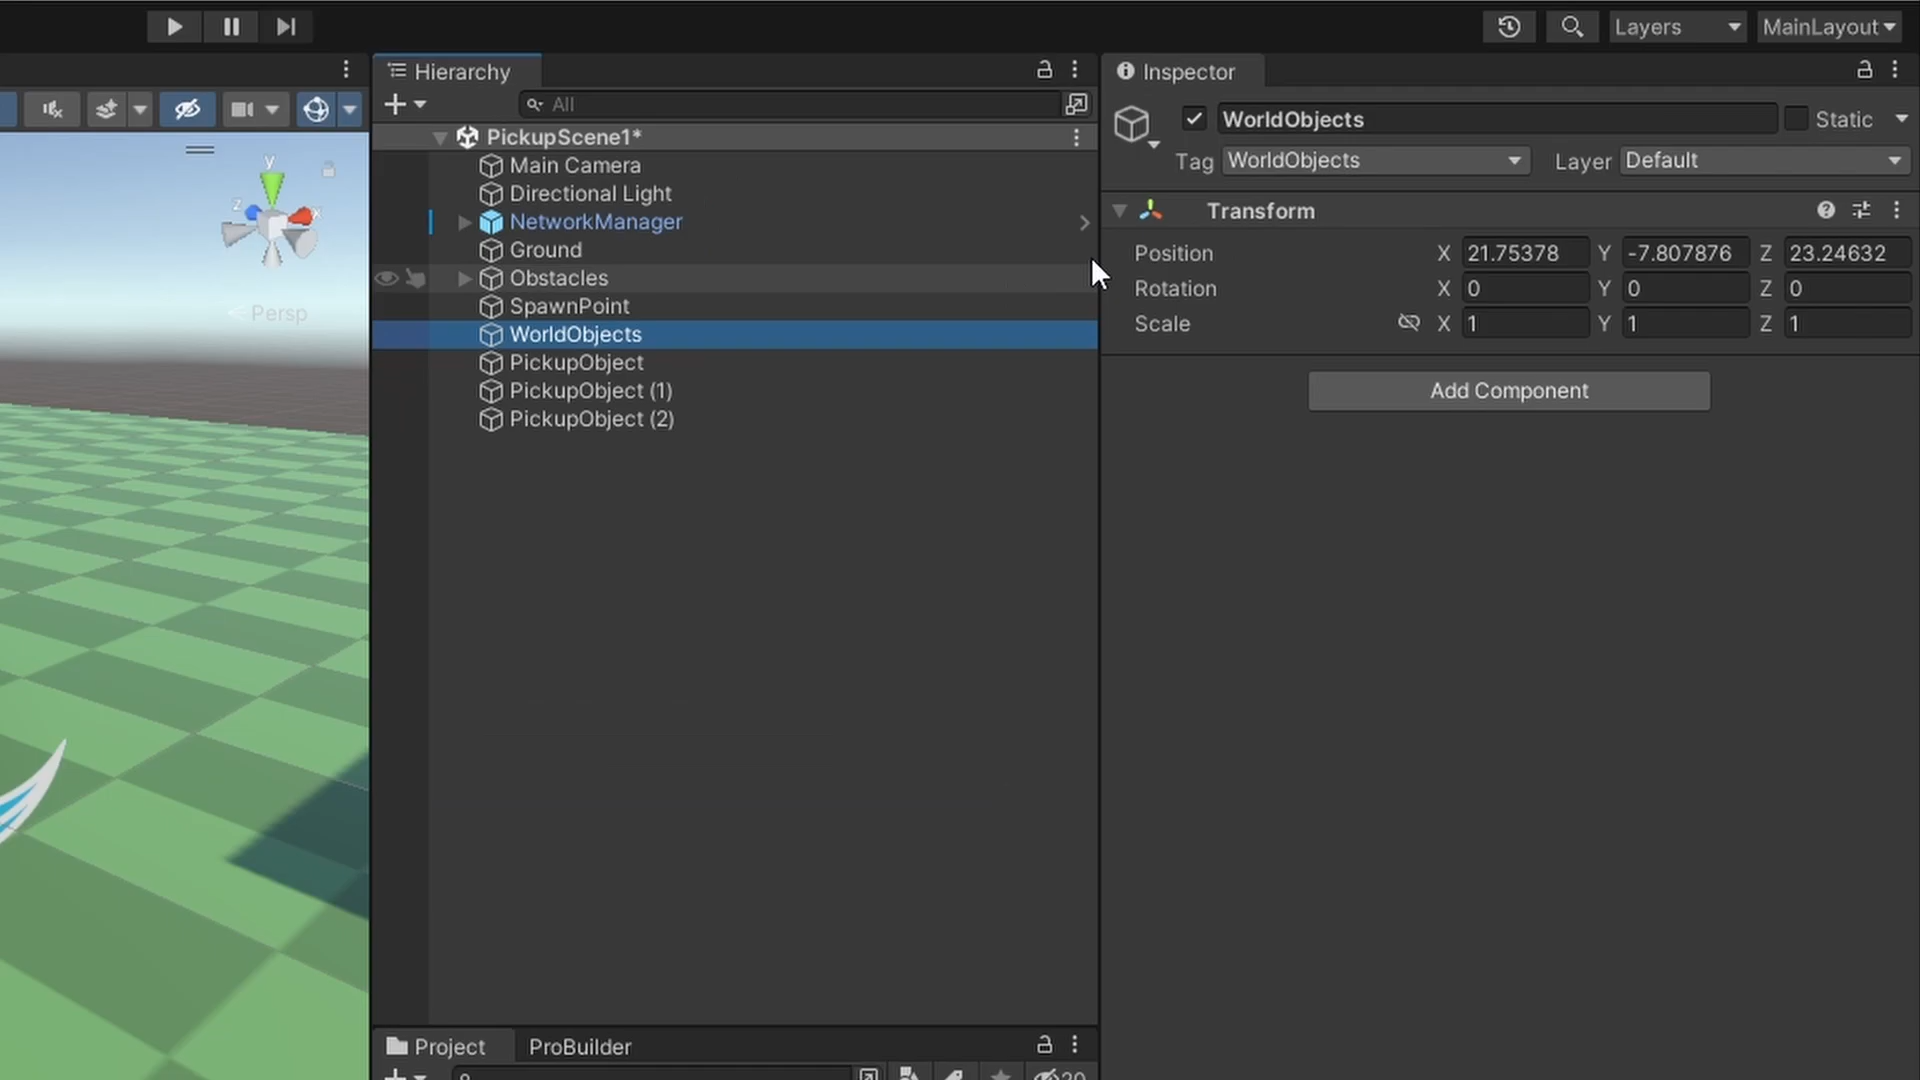 Layers
MainLayout
Hierarchy
All
PickupScene1*
Main Camera
Directional Light
NetworkManager
Ground
Obstacles
SpawnPoint
WorldObjects
PickupObject
PickupObject (1)
PickupObject (2)
y
z
x
Persp
Project
ProBuilder
20
Inspector
WorldObjects
Static
Tag WorldObjects Layer Default
Transform
Position X 21.75378 Y -7.807876 Z 23.24632
Rotation X 0 Y 0 Z 0
Scale X 1 Y 1 Z 1
Add Component